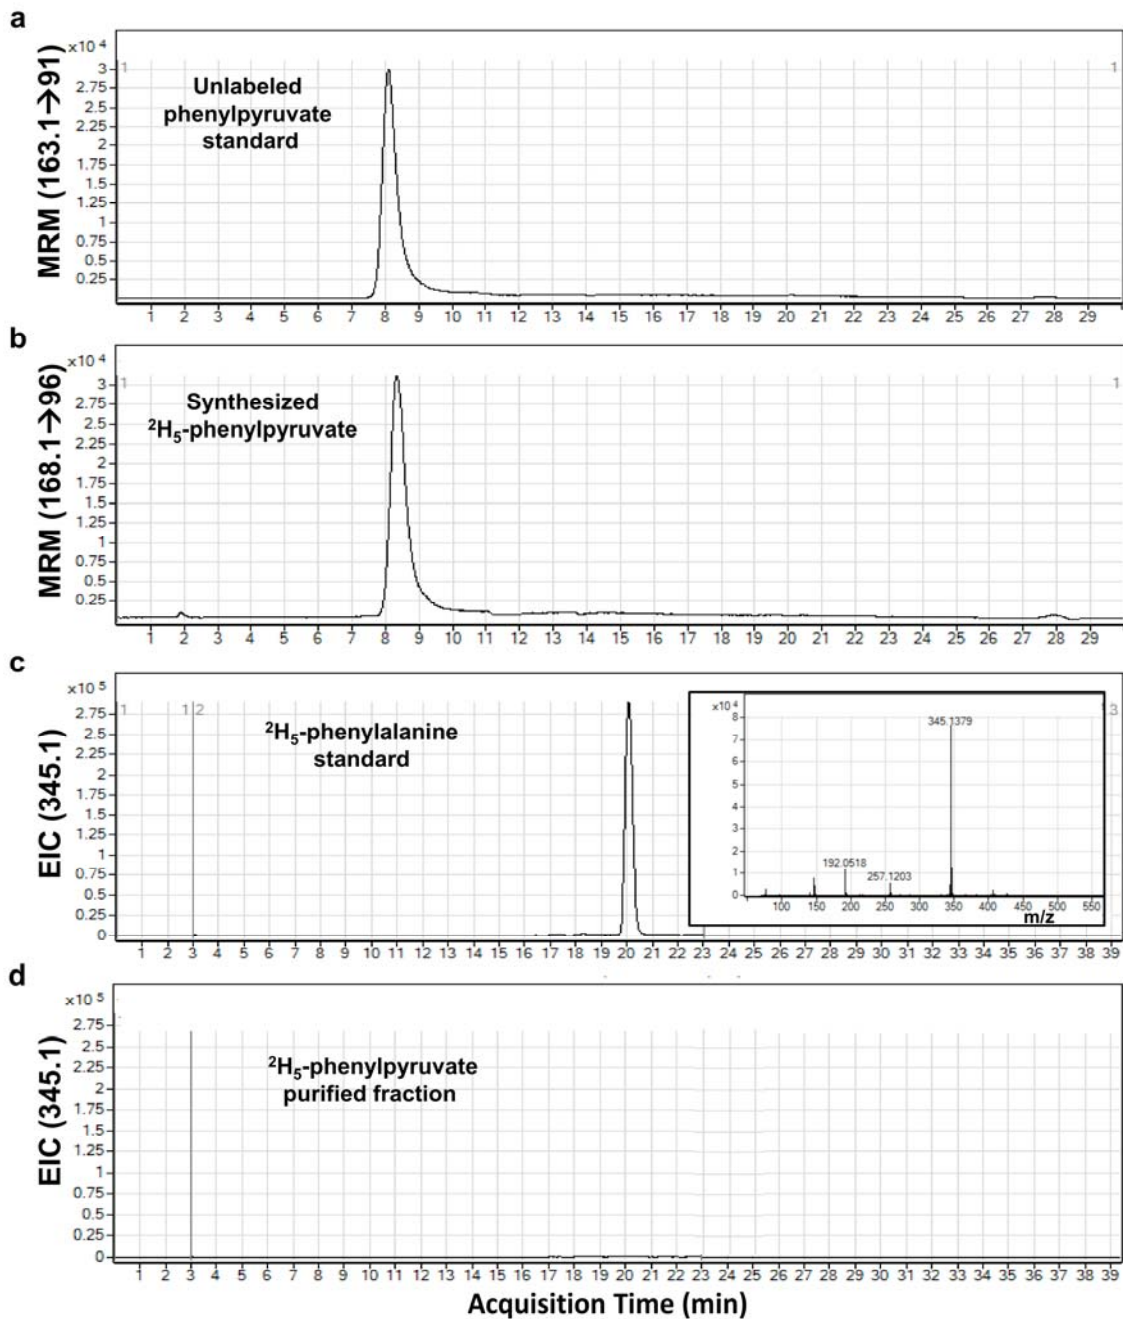 a
×10 4
MRM (163.1→91)
1
1
Unlabeled
phenylpyruvate
standard
3
2.75
2.5
2.25
2
1.75
1.5
1.25
1
0.75
0.5
0.25
1 2 3 4 5 6 7 8 9 10 11 12 13 14 15 16 17 18 19 20 21 22 23 24 25 26 27 28 29
b
×10 4
MRM (168.1→96)
1
1
Synthesized
²H₅-phenylpyruvate
3
2.75
2.5
2.25
2
1.75
1.5
1.25
1
0.75
0.5
0.25
1 2 3 4 5 6 7 8 9 10 11 12 13 14 15 16 17 18 19 20 21 22 23 24 25 26 27 28 29
c
×10 5
EIC (345.1)
1
1 2
²H₅-phenylalanine
standard
2.75
2.5
2.25
2
1.75
1.5
1.25
1
0.75
0.5
0.25
0
1 2 3 4 5 6 7 8 9 10 11 12 13 14 15 16 17 18 19 20 21 22 23 24 25 26 27 28 29 30 31 32 33 34 35 36 37 38 39
×10 4
8
7
6
5
4
3
2
1
0
345.1379
192.0518
257.1203
100 150 200 250 300 350 400 450 500 550
m/z
d
×10 5
EIC (345.1)
²H₅-phenylpyruvate
purified fraction
2.75
2.5
2.25
2
1.75
1.5
1.25
1
0.75
0.5
0.25
0
1 2 3 4 5 6 7 8 9 10 11 12 13 14 15 16 17 18 19 20 21 22 23 24 25 26 27 28 29 30 31 32 33 34 35 36 37 38 39
Acquisition Time (min)